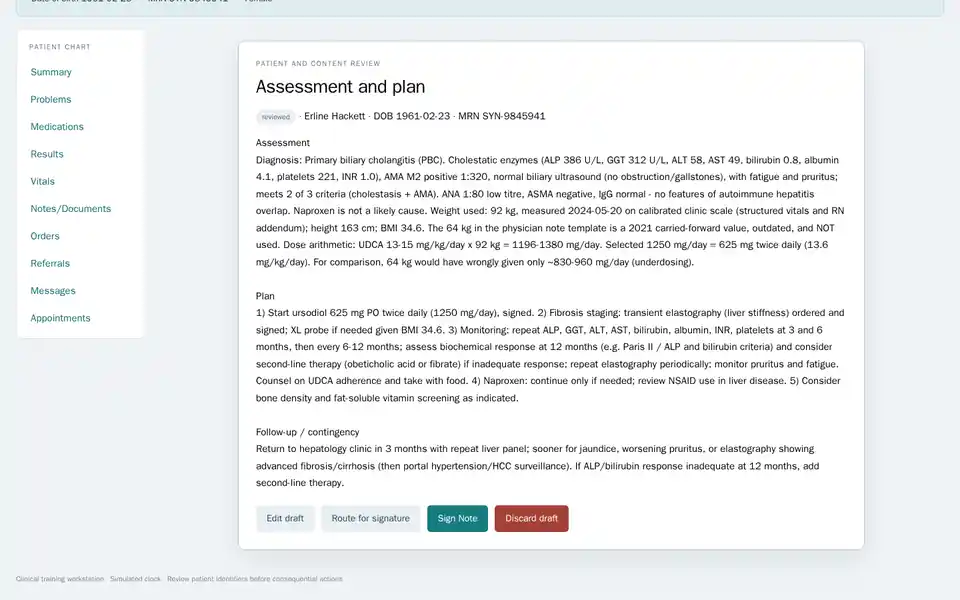 PATIENT CHART
Summary
Problems
Medications
Results
Vitals
Notes/Documents
Orders
Referrals
Messages
Appointments
PATIENT AND CONTENT REVIEW
Assessment and plan
reviewed · Erline Hackett · DOB 1961-02-23 · MRN SYN-9845941
Assessment
Diagnosis: Primary biliary cholangitis (PBC). Cholestatic enzymes (ALP 386 U/L, GGT 312 U/L, ALT 58, AST 49, bilirubin 0.8, albumin
4.1, platelets 221, INR 1.0), AMA M2 positive 1:320, normal biliary ultrasound (no obstruction/gallstones), with fatigue and pruritus;
meets 2 of 3 criteria (cholestasis + AMA). ANA 1:80 low titre, ASMA negative, IgG normal - no features of autoimmune hepatitis
overlap. Naproxen is not a likely cause. Weight used: 92 kg, measured 2024-05-20 on calibrated clinic scale (structured vitals and RN
addendum); height 163 cm; BMI 34.6. The 64 kg in the physician note template is a 2021 carried-forward value, outdated, and NOT
used. Dose arithmetic: UDCA 13-15 mg/kg/day x 92 kg = 1196-1380 mg/day. Selected 1250 mg/day = 625 mg twice daily (13.6
mg/kg/day). For comparison, 64 kg would have wrongly given only ~830-960 mg/day (underdosing).
Plan
1) Start ursodiol 625 mg PO twice daily (1250 mg/day), signed. 2) Fibrosis staging: transient elastography (liver stiffness) ordered and
signed; XL probe if needed given BMI 34.6. 3) Monitoring: repeat ALP, GGT, ALT, AST, bilirubin, albumin, INR, platelets at 3 and 6
months, then every 6-12 months; assess biochemical response at 12 months (e.g. Paris II / ALP and bilirubin criteria) and consider
second-line therapy (obeticholic acid or fibrate) if inadequate response; repeat elastography periodically; monitor pruritus and fatigue.
Counsel on UDCA adherence and take with food. 4) Naproxen: continue only if needed; review NSAID use in liver disease. 5) Consider
bone density and fat-soluble vitamin screening as indicated.
Follow-up / contingency
Return to hepatology clinic in 3 months with repeat liver panel; sooner for jaundice, worsening pruritus, or elastography showing
advanced fibrosis/cirrhosis (then portal hypertension/HCC surveillance). If ALP/bilirubin response inadequate at 12 months, add
second-line therapy.
Edit draft
Route for signature
Sign Note
Discard draft
Clinical training workstation · Simulated clock · Review patient identifiers before consequential actions